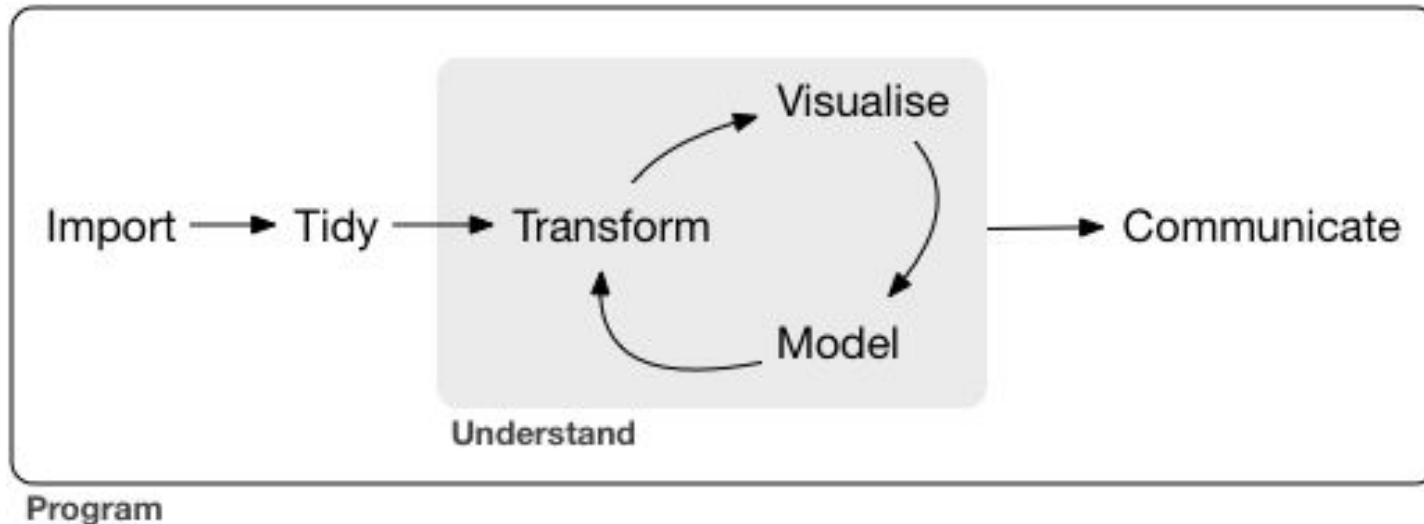 Visualise
Import
Tidy
Transform
Communicate
Model
Understand
Program